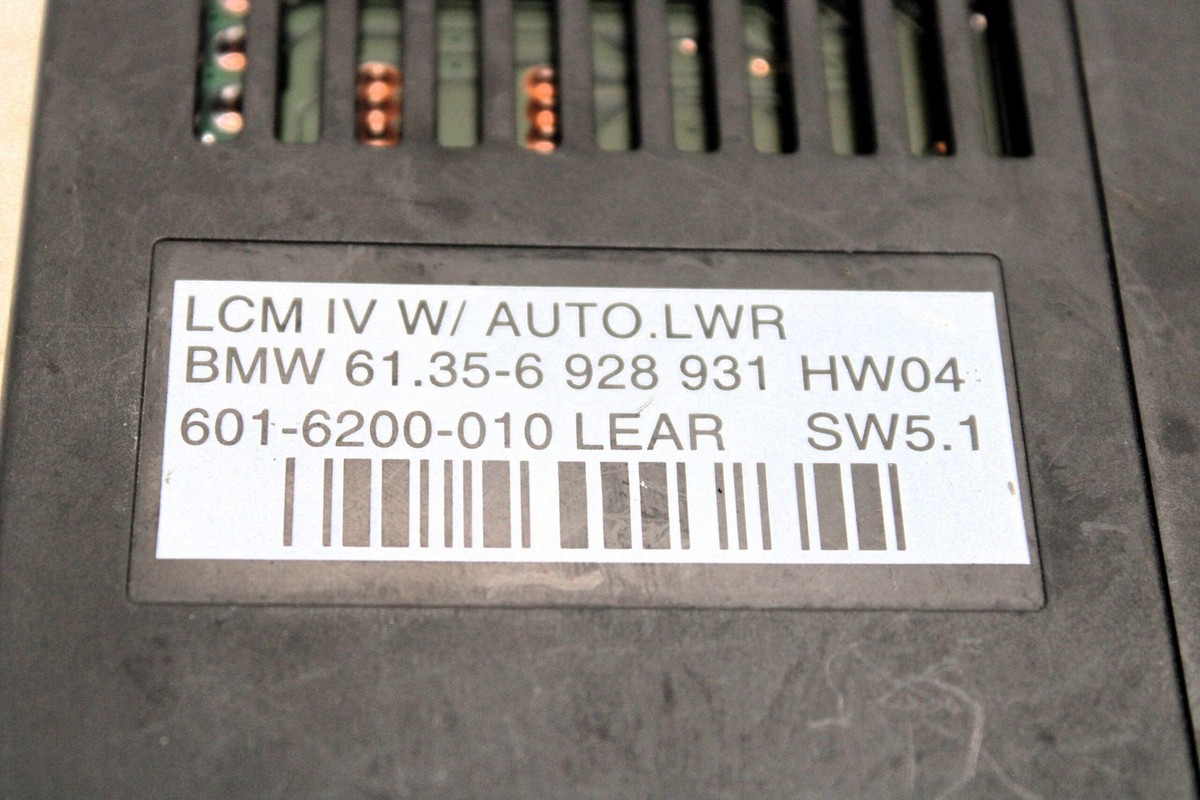 LCM IV W/ AUTO.LWR
BMW 61.35-6 928 931 HW04
601-6200-010 LEAR SW5.1